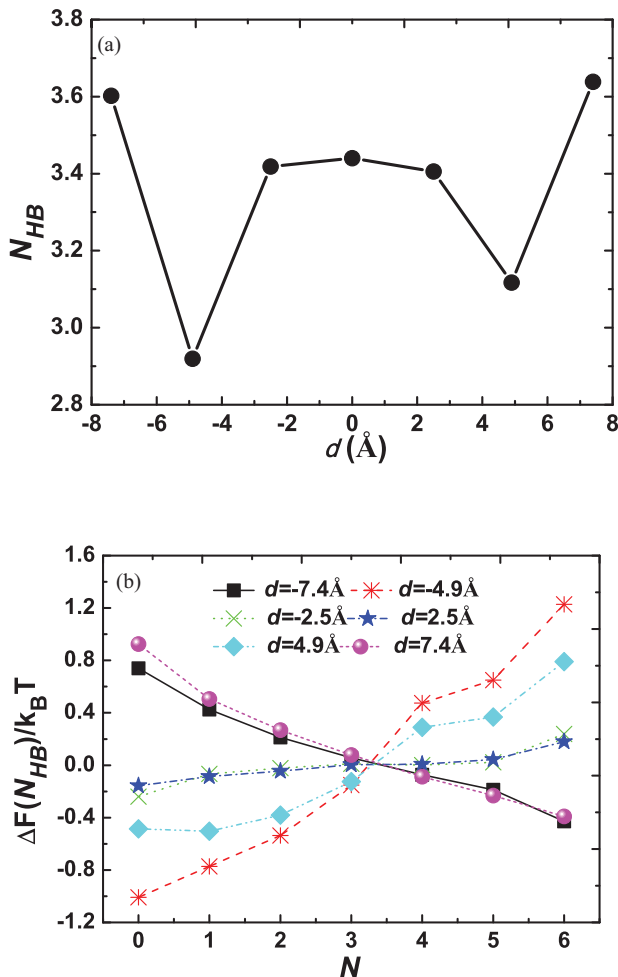 (a)
3.8
3.6
3.4
3.2
3.0
2.8
N_HB
-8 -6 -4 -2 0 2 4 6 8
d (Å)
(b)
d=-7.4Å d=-4.9Å
d=-2.5Å d=2.5Å
d=4.9Å d=7.4Å
1.6
1.2
0.8
0.4
0.0
-0.4
-0.8
-1.2
ΔF(N_HB)/k_BT
0 1 2 3 4 5 6
N